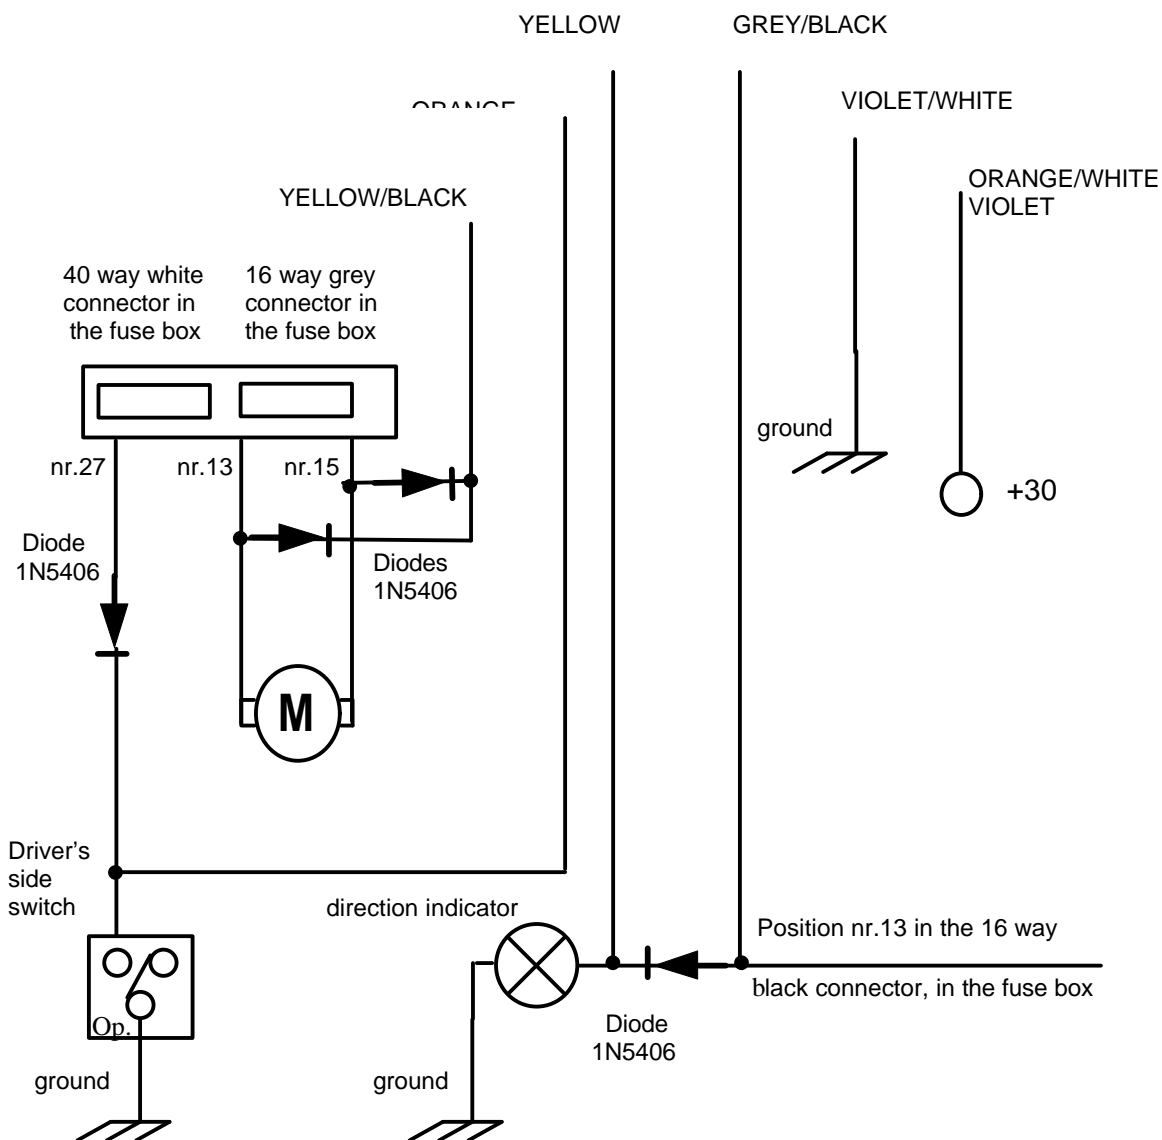 YELLOW
GREY/BLACK
ORANGE
VIOLET/WHITE
ORANGE/WHITE
VIOLET
YELLOW/BLACK
40 way white
connector in
the fuse box
16 way grey
connector in
the fuse box
ground
nr.27
nr.13
nr.15
+30
Diode
1N5406
Diodes
1N5406
M
Driver's
side
switch
direction indicator
Position nr.13 in the 16 way
black connector, in the fuse box
Op.
Diode
1N5406
ground
ground